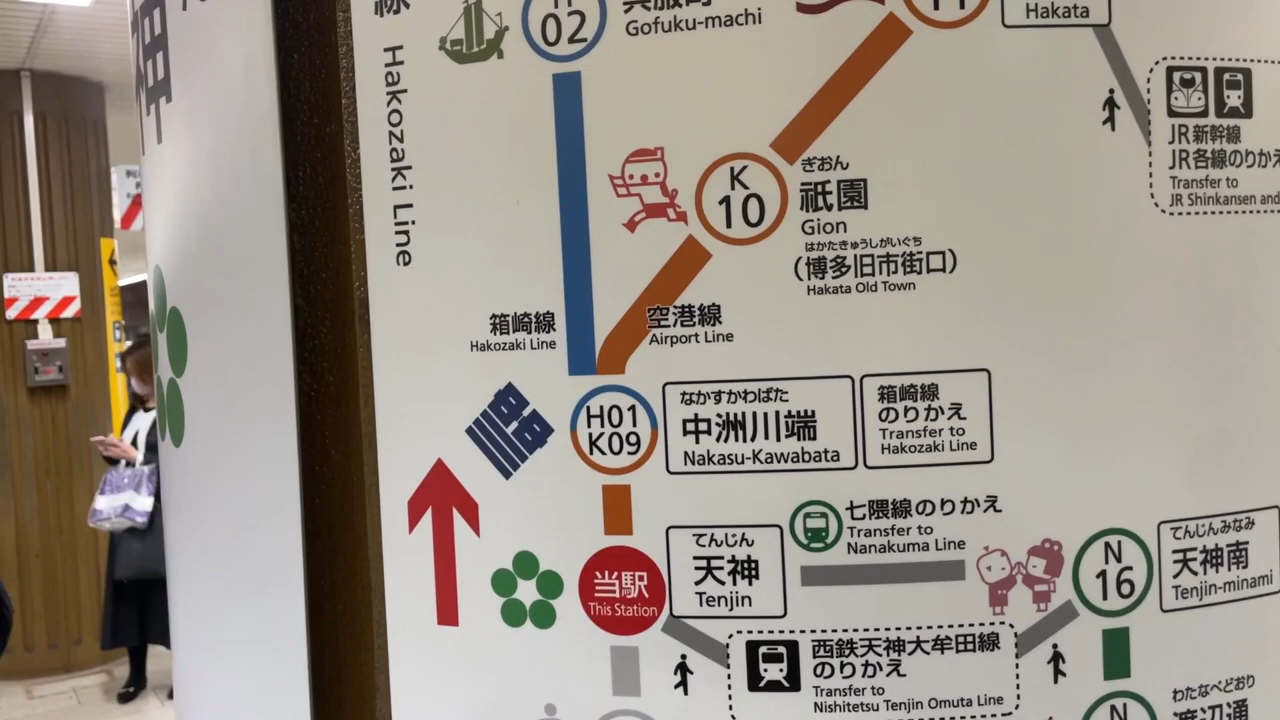 神
線
Hakozaki Line
02
Gofuku-machi
Hakata
JR新幹線
JR各線のりかえ
Transfer to
JR Shinkansen and
K
10
ぎおん
祇園
Gion
はかたきゅうしがいぐち
(博多旧市街口)
Hakata Old Town
箱崎線
Hakozaki Line
空港線
Airport Line
H01
K09
なかすかわばた
中洲川端
Nakasu-Kawabata
箱崎線
のりかえ
Transfer to
Hakozaki Line
七隈線のりかえ
Transfer to
Nanakuma Line
当駅
This Station
てんじん
天神
Tenjin
N
16
てんじんみなみ
天神南
Tenjin-minami
西鉄天神大牟田線
のりかえ
Transfer to
Nishitetsu Tenjin Omuta Line
N
わたなべどおり
渡辺通